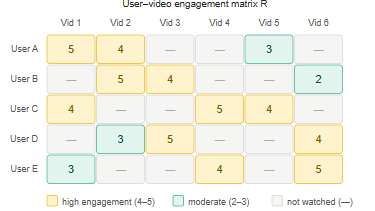 User–video engagement matrix R
Vid 1 Vid 2 Vid 3 Vid 4 Vid 5 Vid 6
User A 5 4 — — 3 —
User B — 5 4 — — 2
User C 4 — — 5 4 —
User D — 3 5 — — 4
User E 3 — — 4 — 5
high engagement (4–5) moderate (2–3) not watched (—)